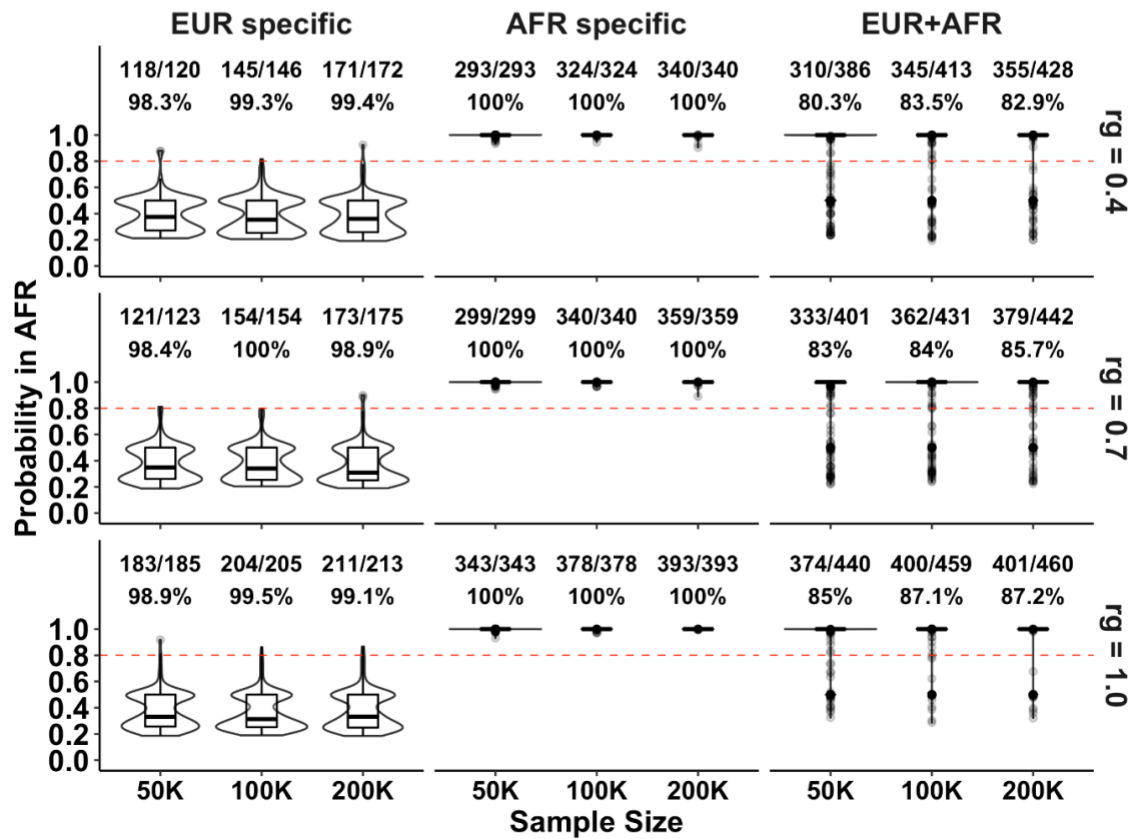 EUR specific AFR specific EUR+AFR
118/120 145/146 171/172 293/293 324/324 340/340 310/386 345/413 355/428
98.3% 99.3% 99.4% 100% 100% 100% 80.3% 83.5% 82.9%
1.0
0.8
0.6
0.4
0.2
0.0
rg = 0.4
Probability in AFR
121/123 154/154 173/175 299/299 340/340 359/359 333/401 362/431 379/442
98.4% 100% 98.9% 100% 100% 100% 83% 84% 85.7%
1.0
0.8
0.6
0.4
0.2
0.0
rg = 0.7
183/185 204/205 211/213 343/343 378/378 393/393 374/440 400/459 401/460
98.9% 99.5% 99.1% 100% 100% 100% 85% 87.1% 87.2%
1.0
0.8
0.6
0.4
0.2
0.0
rg = 1.0
50K 100K 200K 50K 100K 200K 50K 100K 200K
Sample Size